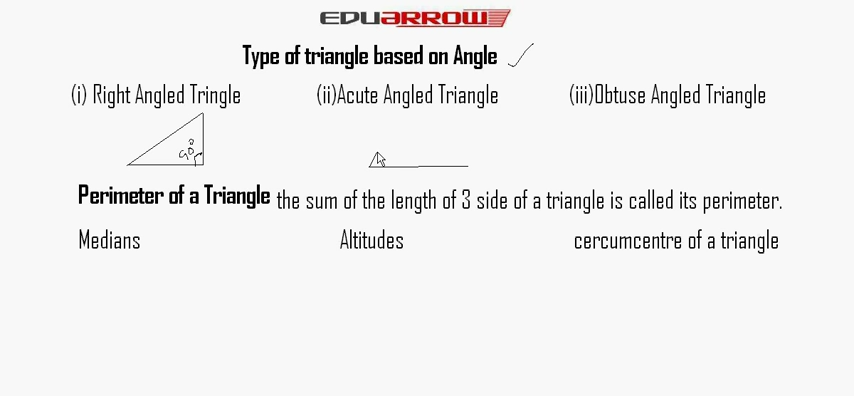 EDUARROW
Type of triangle based on Angle
(i) Right Angled Tringle (ii)Acute Angled Triangle (iii)Obtuse Angled Triangle
90°
Perimeter of a Triangle the sum of the length of 3 side of a triangle is called its perimeter.
Medians Altitudes cercumcentre of a triangle